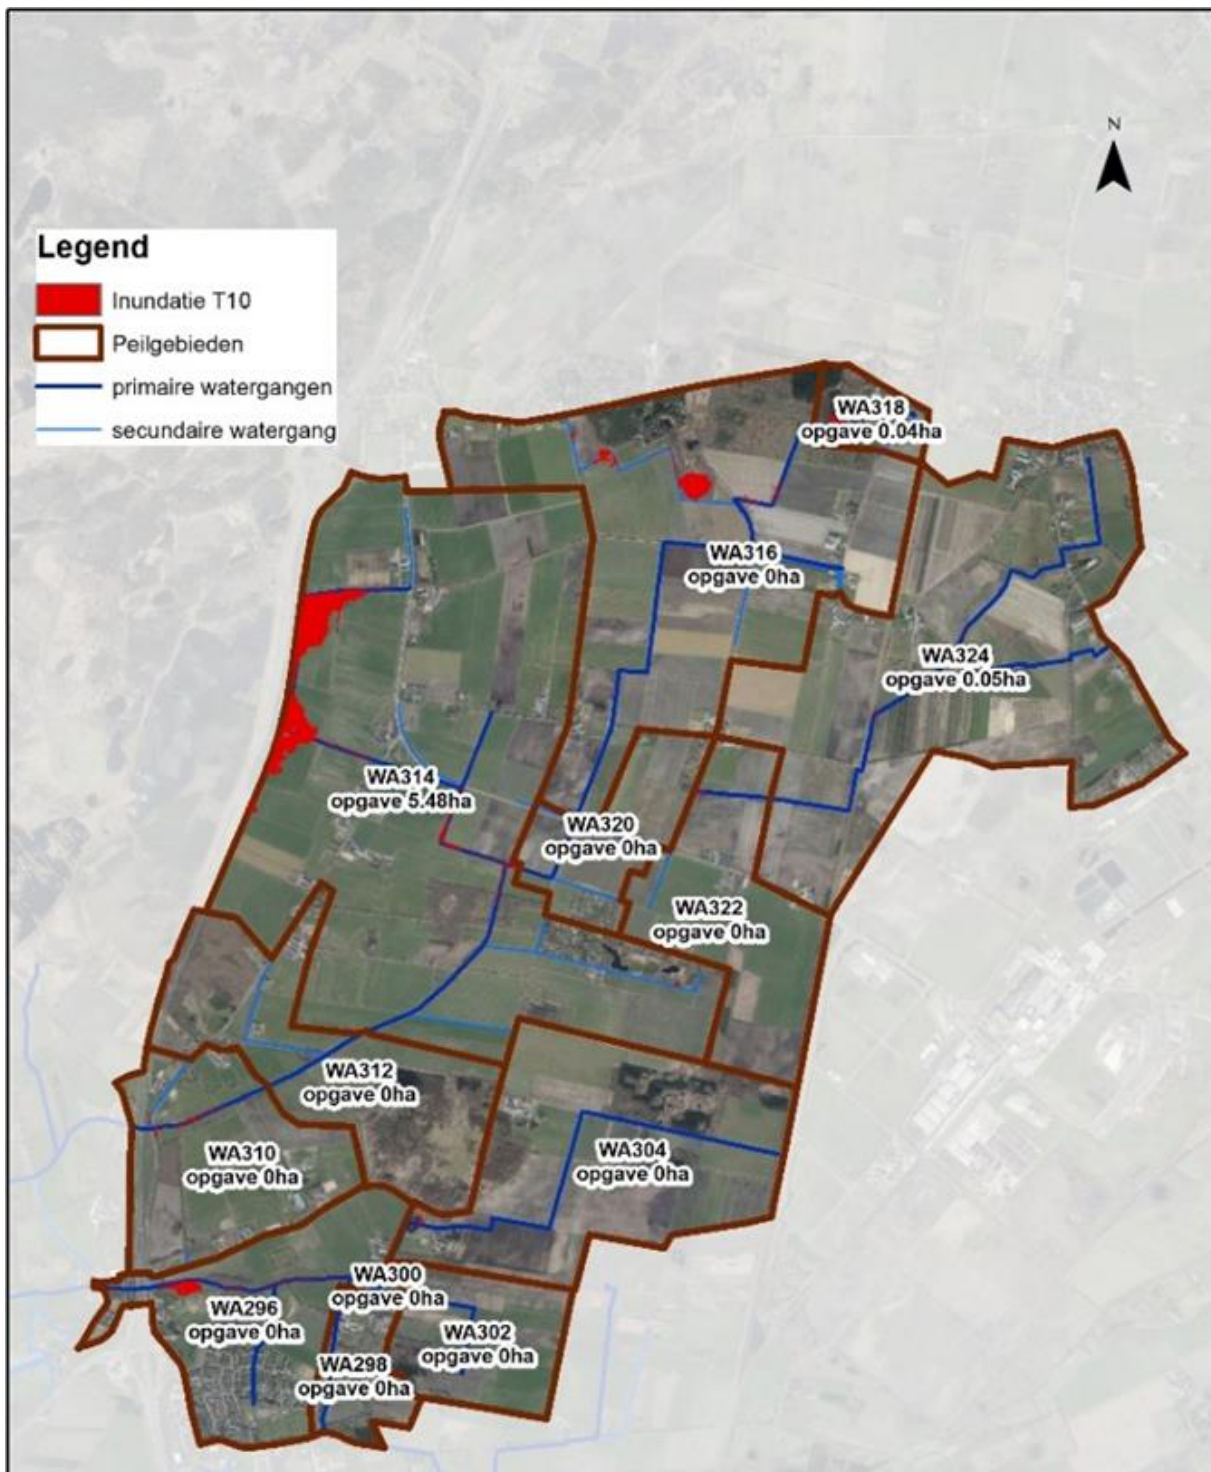 N
Legend
Inundatie T10
Peilgebieden
primaire watergangen
secundaire watergang
WA318
opgave 0.04ha
WA316
opgave 0ha
WA324
opgave 0.05ha
WA314
opgave 5.48ha
WA320
opgave 0ha
WA322
opgave 0ha
WA312
opgave 0ha
WA310
opgave 0ha
WA304
opgave 0ha
WA300
opgave 0ha
WA296
opgave 0ha
WA302
opgave 0ha
WA298
opgave 0ha